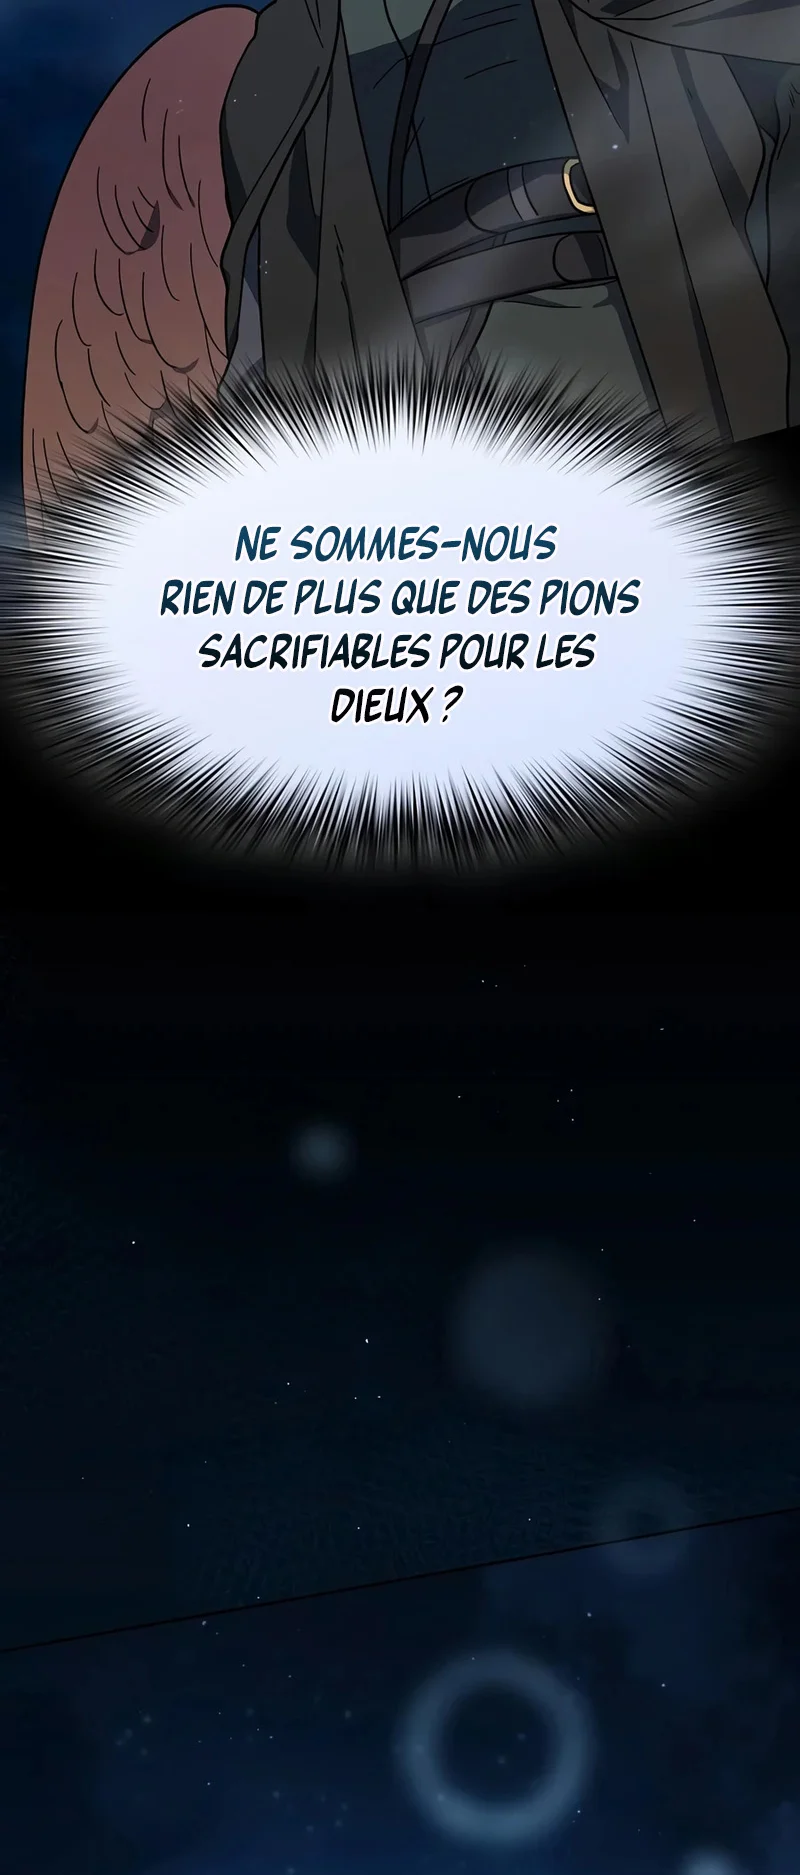 NE SOMMES-NOUS
RIEN DE PLUS QUE DES PIONS
SACRIFIABLES POUR LES
DIEUX ?